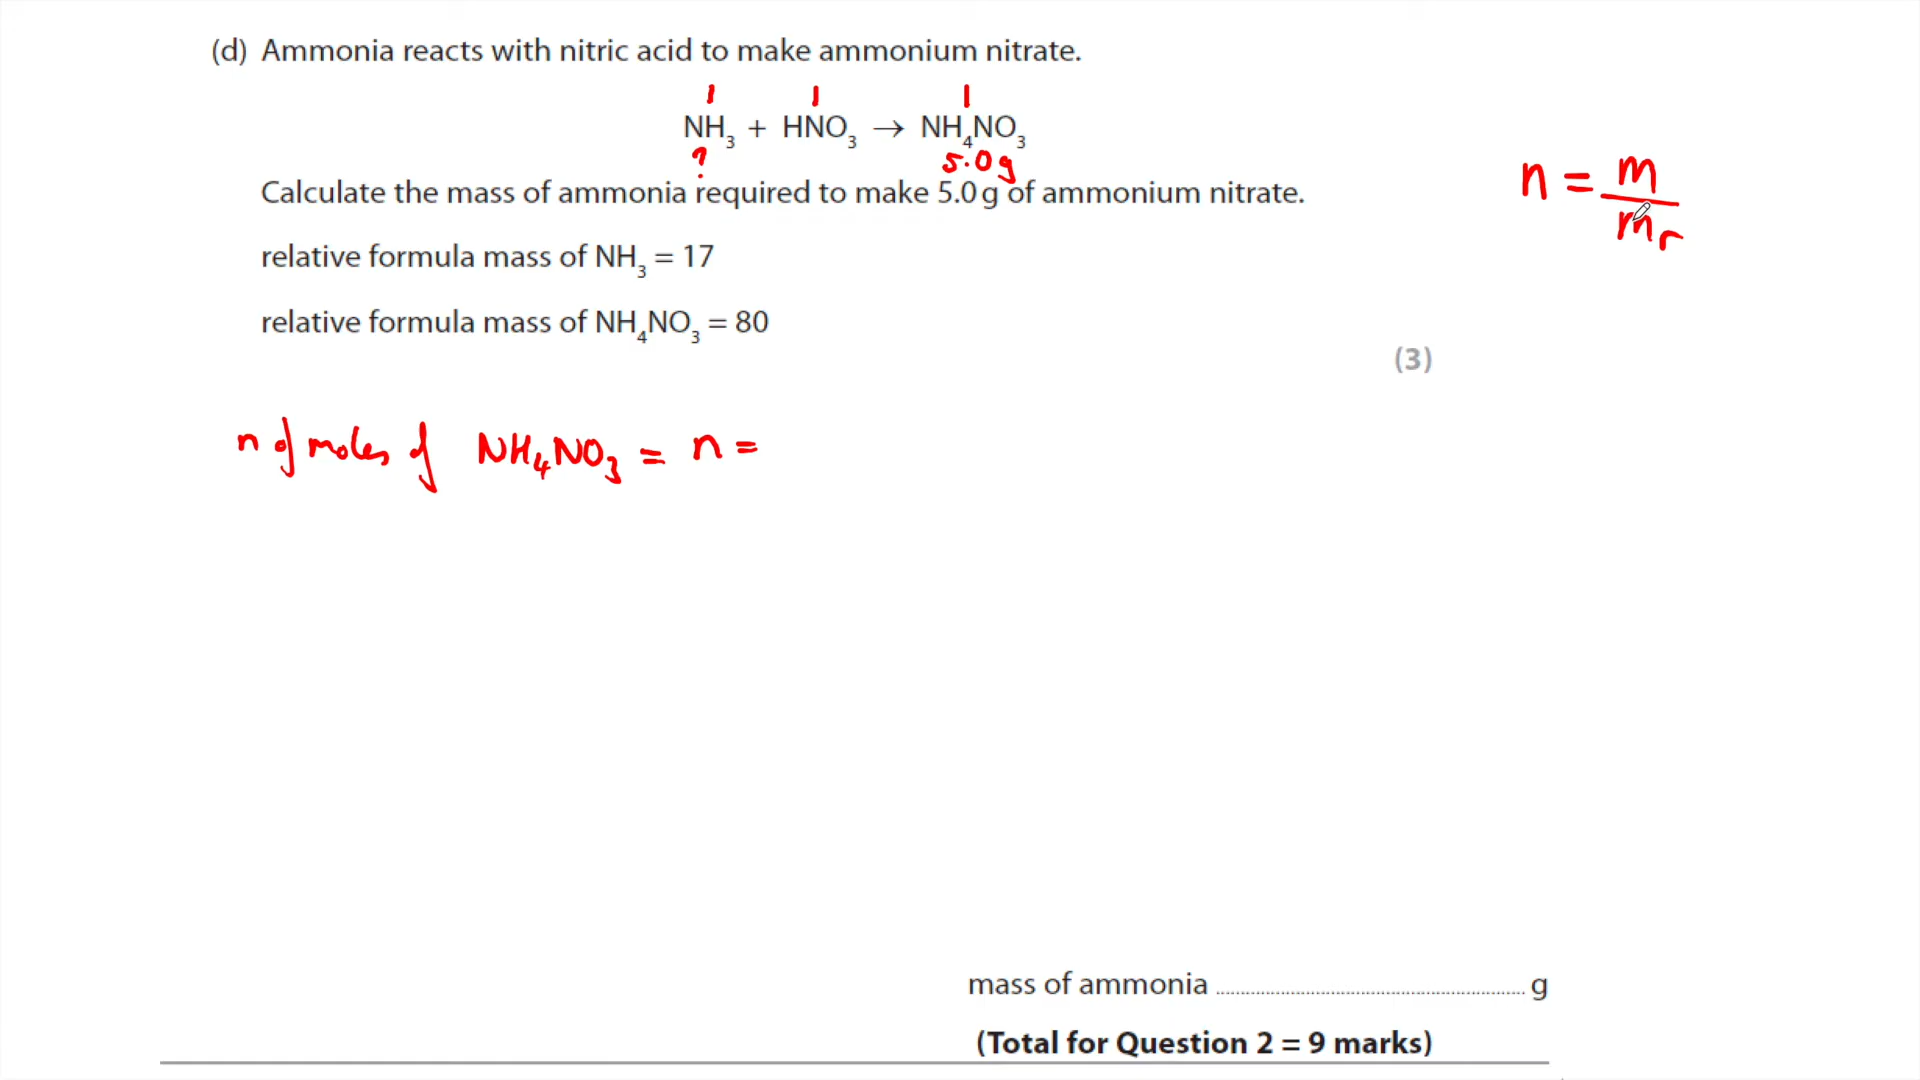 (d) Ammonia reacts with nitric acid to make ammonium nitrate.
1 1 1
NH₃ + HNO₃ → NH₄NO₃
? 5.0g
n = m/mr
Calculate the mass of ammonia required to make 5.0 g of ammonium nitrate.
relative formula mass of NH₃ = 17
relative formula mass of NH₄NO₃ = 80
(3)
n of moles of NH₄NO₃ = n =
mass of ammonia ........................................................ g
(Total for Question 2 = 9 marks)